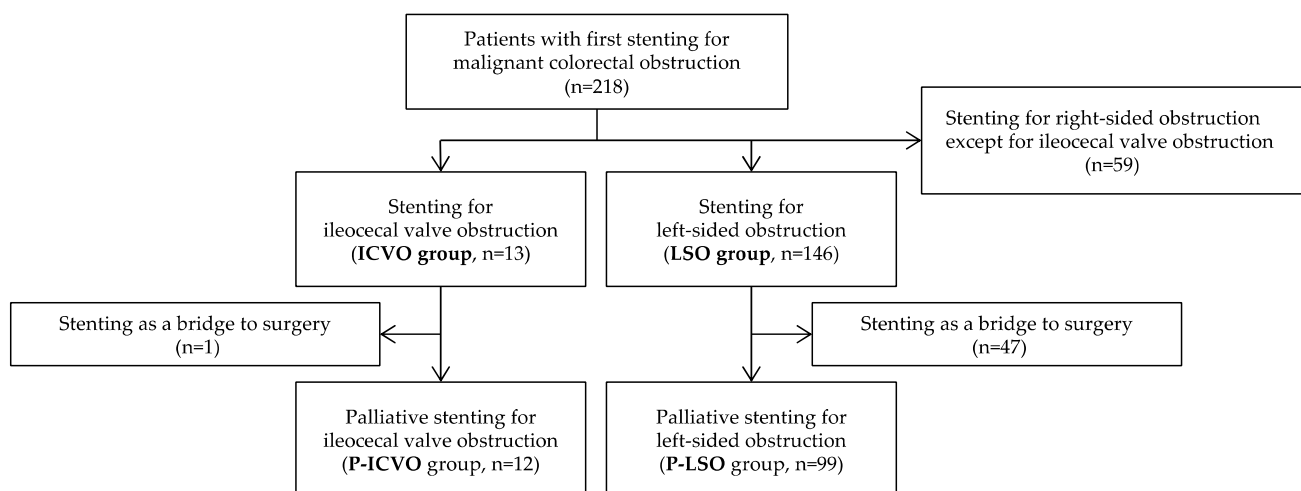 Patients with first stenting for
malignant colorectal obstruction
(n=218)
Stenting for right-sided obstruction
except for ileocecal valve obstruction
(n=59)
Stenting for
ileocecal valve obstruction
(ICVO group, n=13)
Stenting for
left-sided obstruction
(LSO group, n=146)
Stenting as a bridge to surgery
(n=1)
Stenting as a bridge to surgery
(n=47)
Palliative stenting for
ileocecal valve obstruction
(P-ICVO group, n=12)
Palliative stenting for
left-sided obstruction
(P-LSO group, n=99)